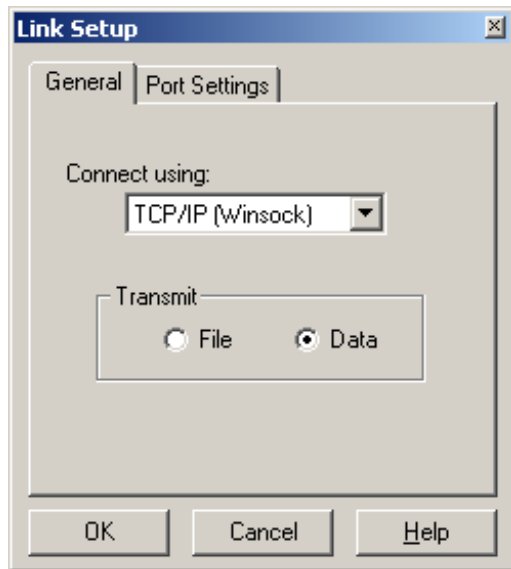 Link Setup
General Port Settings
Connect using:
TCP/IP (Winsock)
Transmit
File Data
OK Cancel Help